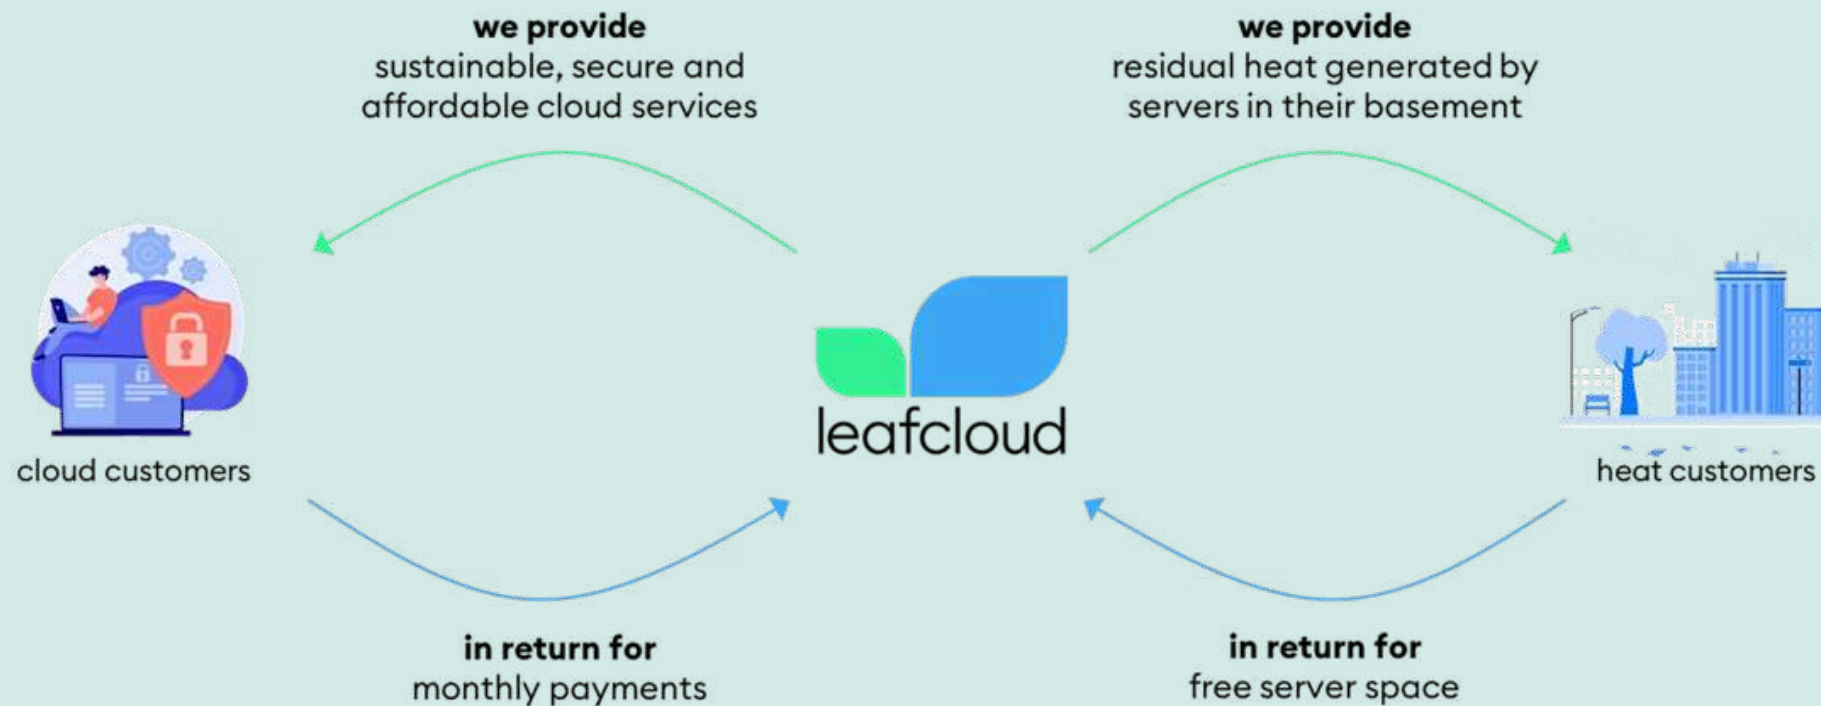 we provide
sustainable, secure and
affordable cloud services
we provide
residual heat generated by
servers in their basement
leafcloud
cloud customers
heat customers
in return for
monthly payments
in return for
free server space